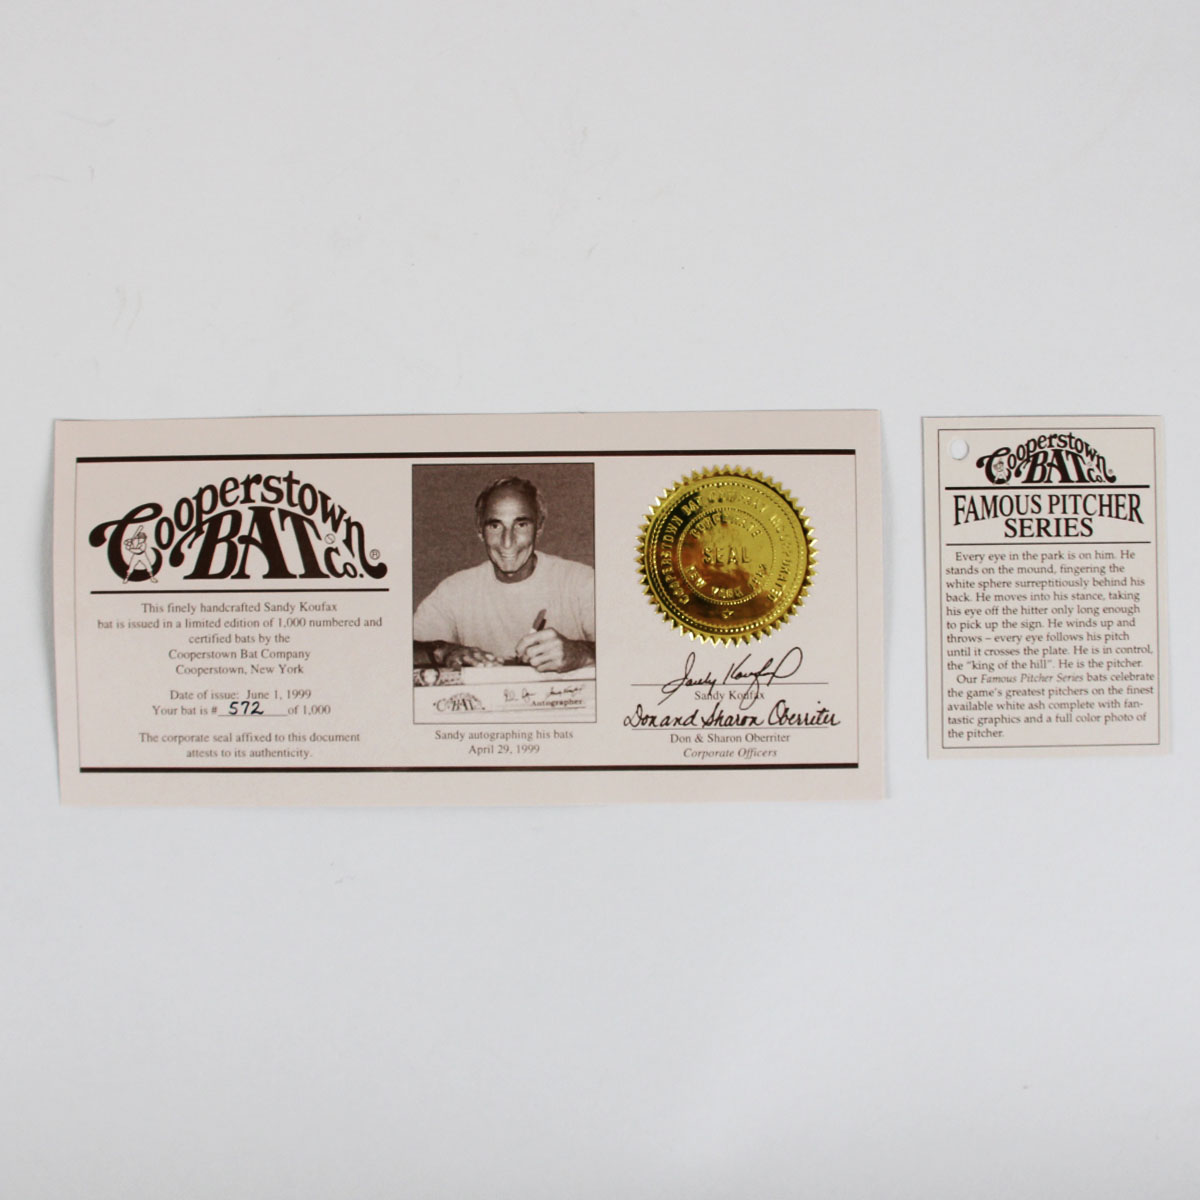 Cooperstown
BAT Co.®
This finely handcrafted Sandy Koufax
bat is issued in a limited edition of 1,000 numbered and
certified bats by the
Cooperstown Bat Company
Cooperstown, New York
Date of issue: June 1, 1999
Your bat is # 572 of 1,000
The corporate seal affixed to this document
attests to its authenticity.
Autographer
Sandy autographing his bats
April 29, 1999
COOPERSTOWN BAT COMPANY INCORPORATED
CORPORATE
SEAL
NEW YORK
Sandy Koufax
Sandy Koufax
Don and Sharon Oberriter
Don & Sharon Oberriter
Corporate Officers
Cooperstown
BAT Co.®
FAMOUS PITCHER
SERIES
Every eye in the park is on him. He
stands on the mound, fingering the
white sphere surreptitiously behind his
back. He moves into his stance, taking
his eye off the hitter only long enough
to pick up the sign. He winds up and
throws – every eye follows his pitch
until it crosses the plate. He is in control,
the "king of the hill". He is the pitcher.
Our Famous Pitcher Series bats celebrate
the game's greatest pitchers on the finest
available white ash complete with fan-
tastic graphics and a full color photo of
the pitcher.